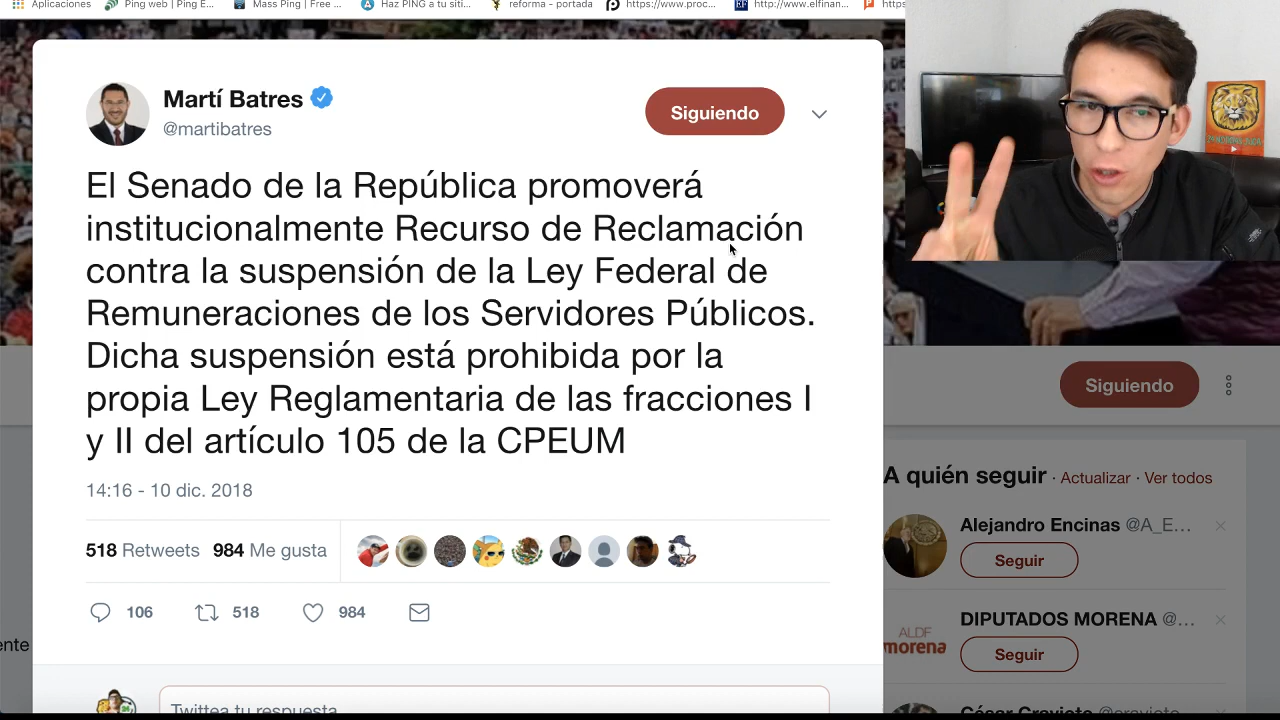 Aplicaciones
Ping web | Ping E...
Mass Ping | Free ...
Haz PING a tu siti...
reforma - portada
https://www.proc...
http://www.elfinan...
https
Martí Batres
@martibatres
Siguiendo
El Senado de la República promoverá
institucionalmente Recurso de Reclamación
contra la suspensión de la Ley Federal de
Remuneraciones de los Servidores Públicos.
Dicha suspensión está prohibida por la
propia Ley Reglamentaria de las fracciones I
y II del artículo 105 de la CPEUM
14:16 - 10 dic. 2018
518 Retweets 984 Me gusta
106 518 984
Twittea tu respuesta
Siguiendo
A quién seguir · Actualizar · Ver todos
Alejandro Encinas @A_E...
Seguir
DIPUTADOS MORENA @...
ALDF
morena
Seguir
César Cravioto @cravioto
ente